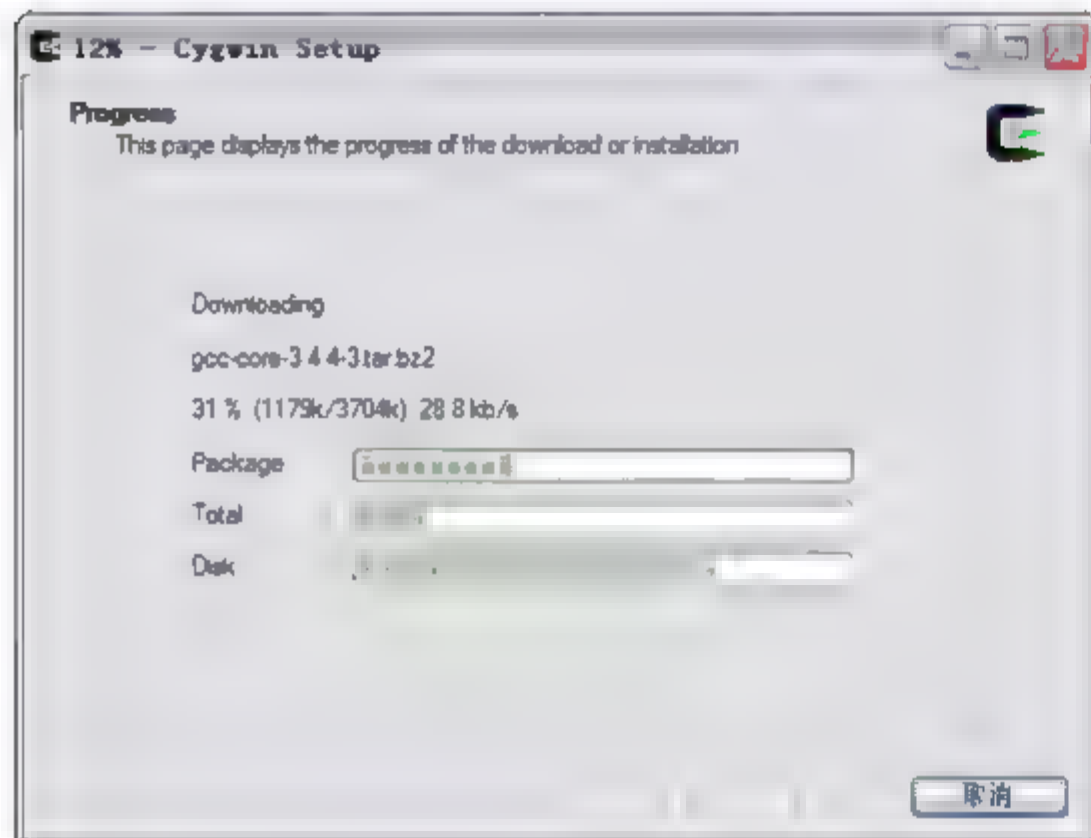 12% - Cygwin Setup
Progress
This page displays the progress of the download or installation
Downloading
gcc-core-3.4.4-3.tar.bz2
31 % (1179k/3704k) 28.8 kb/s
Package
Total
Disk
取消